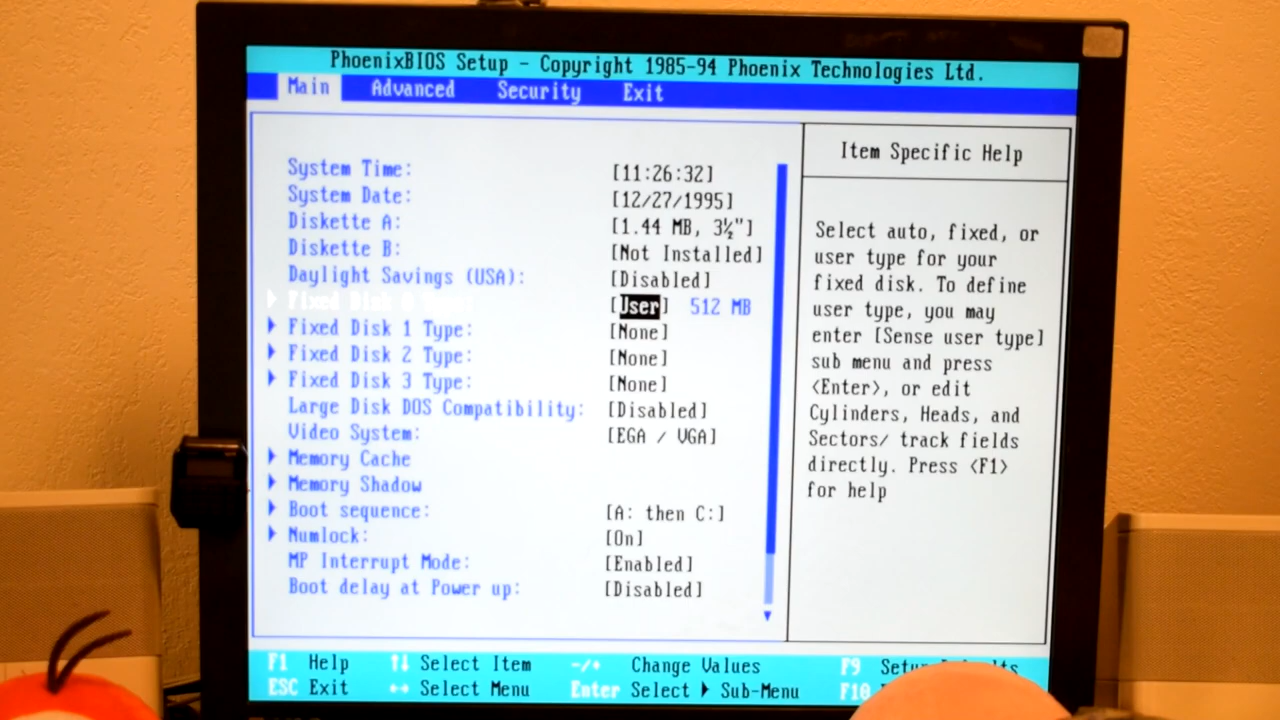 PhoenixBIOS Setup - Copyright 1985-94 Phoenix Technologies Ltd.
Main Advanced Security Exit
Item Specific Help
System Time: [11:26:32]
System Date: [12/27/1995]
Diskette A: [1.44 MB, 3½"]
Diskette B: [Not Installed]
Daylight Savings (USA): [Disabled]
Fixed Disk 0 Type: [User] 512 MB
Fixed Disk 1 Type: [None]
Fixed Disk 2 Type: [None]
Fixed Disk 3 Type: [None]
Large Disk DOS Compatibility: [Disabled]
Video System: [EGA / VGA]
Memory Cache
Memory Shadow
Boot sequence: [A: then C:]
Numlock: [On]
MP Interrupt Mode: [Enabled]
Boot delay at Power up: [Disabled]
Select auto, fixed, or
user type for your
fixed disk. To define
user type, you may
enter [Sense user type]
sub menu and press
<Enter>, or edit
Cylinders, Heads, and
Sectors/ track fields
directly. Press <F1>
for help
F1 Help ↑↓ Select Item -/+ Change Values F9 Setup
ESC Exit ←→ Select Menu Enter Select ▶ Sub-Menu F10